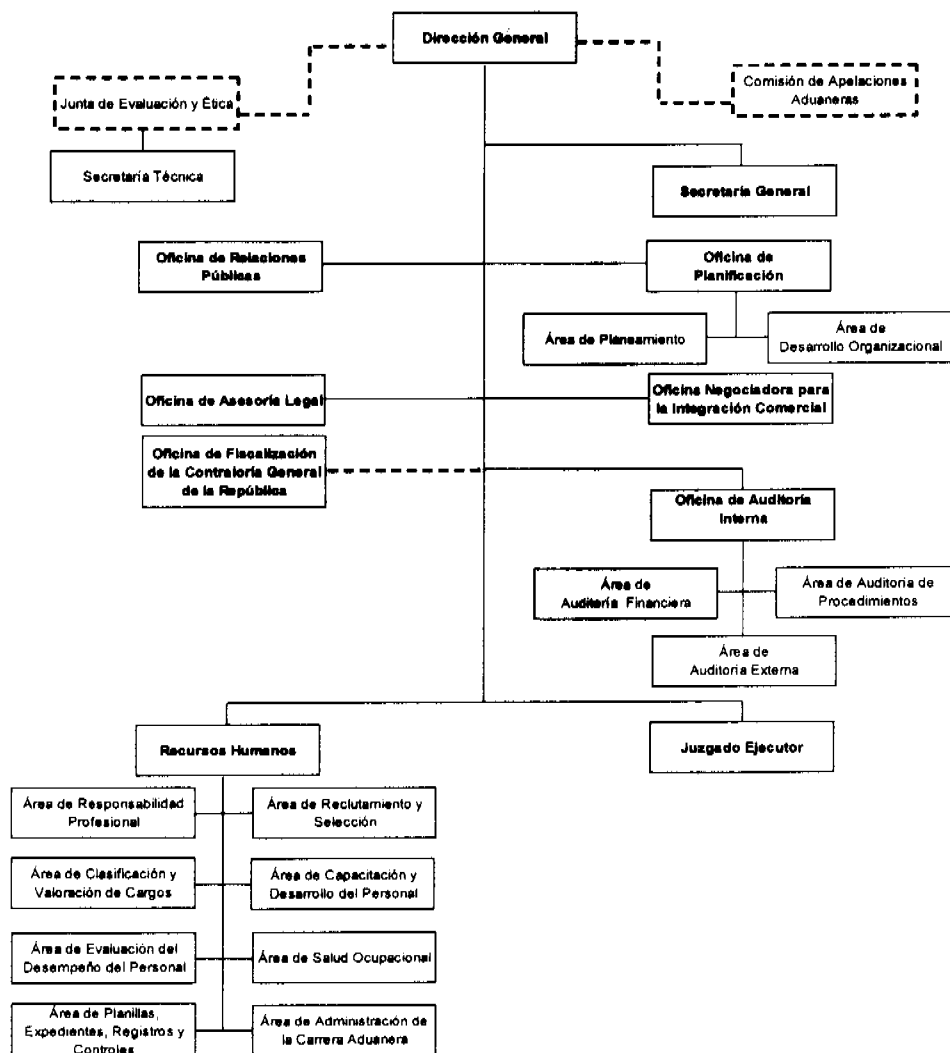 Dirección General
Junta de Evaluación y Ética
Comisión de Apelaciones
Aduaneras
Secretaría Técnica
Secretaría General
Oficina de Relaciones
Públicas
Oficina de
Planificación
Área de Planeamiento
Área de
Desarrollo Organizacional
Oficina de Asesoría Legal
Oficina Negociadora para
la Integración Comercial
Oficina de Fiscalización
de la Contraloría General
de la República
Oficina de Auditoría
Interna
Área de
Auditoría Financiera
Área de Auditoria de
Procedimientos
Área de
Auditoria Externa
Recursos Humanos
Juzgado Ejecutor
Área de Responsabilidad
Profesional
Área de Reclutamiento y
Selección
Área de Clasificación y
Valoración de Cargos
Área de Capacitación y
Desarrollo del Personal
Área de Evaluación del
Desempeño del Personal
Área de Salud Ocupacional
Área de Planillas,
Expedientes, Registros y
Controles
Área de Administración de
la Carrera Aduanera